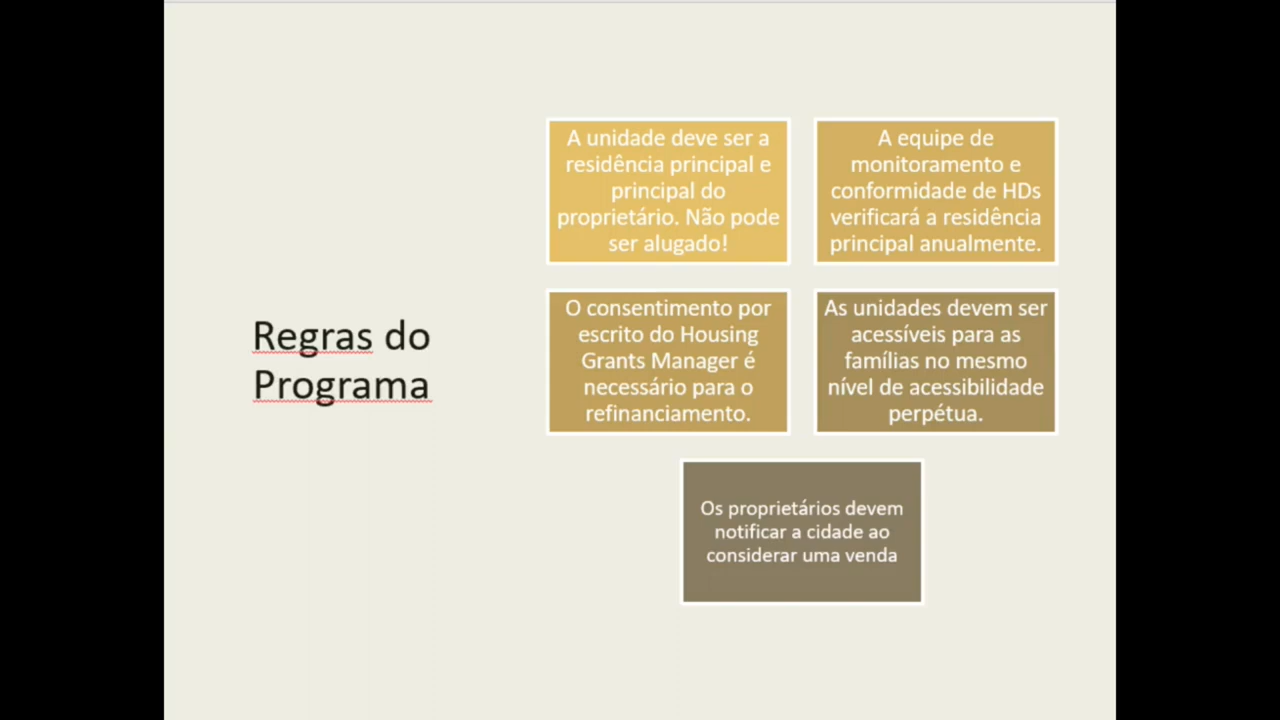 Regras do
Programa
A unidade deve ser a
residência principal e
principal do
proprietário. Não pode
ser alugado!
A equipe de
monitoramento e
conformidade de HDs
verificará a residência
principal anualmente.
O consentimento por
escrito do Housing
Grants Manager é
necessário para o
refinanciamento.
As unidades devem ser
acessíveis para as
famílias no mesmo
nível de acessibilidade
perpétua.
Os proprietários devem
notificar a cidade ao
considerar uma venda